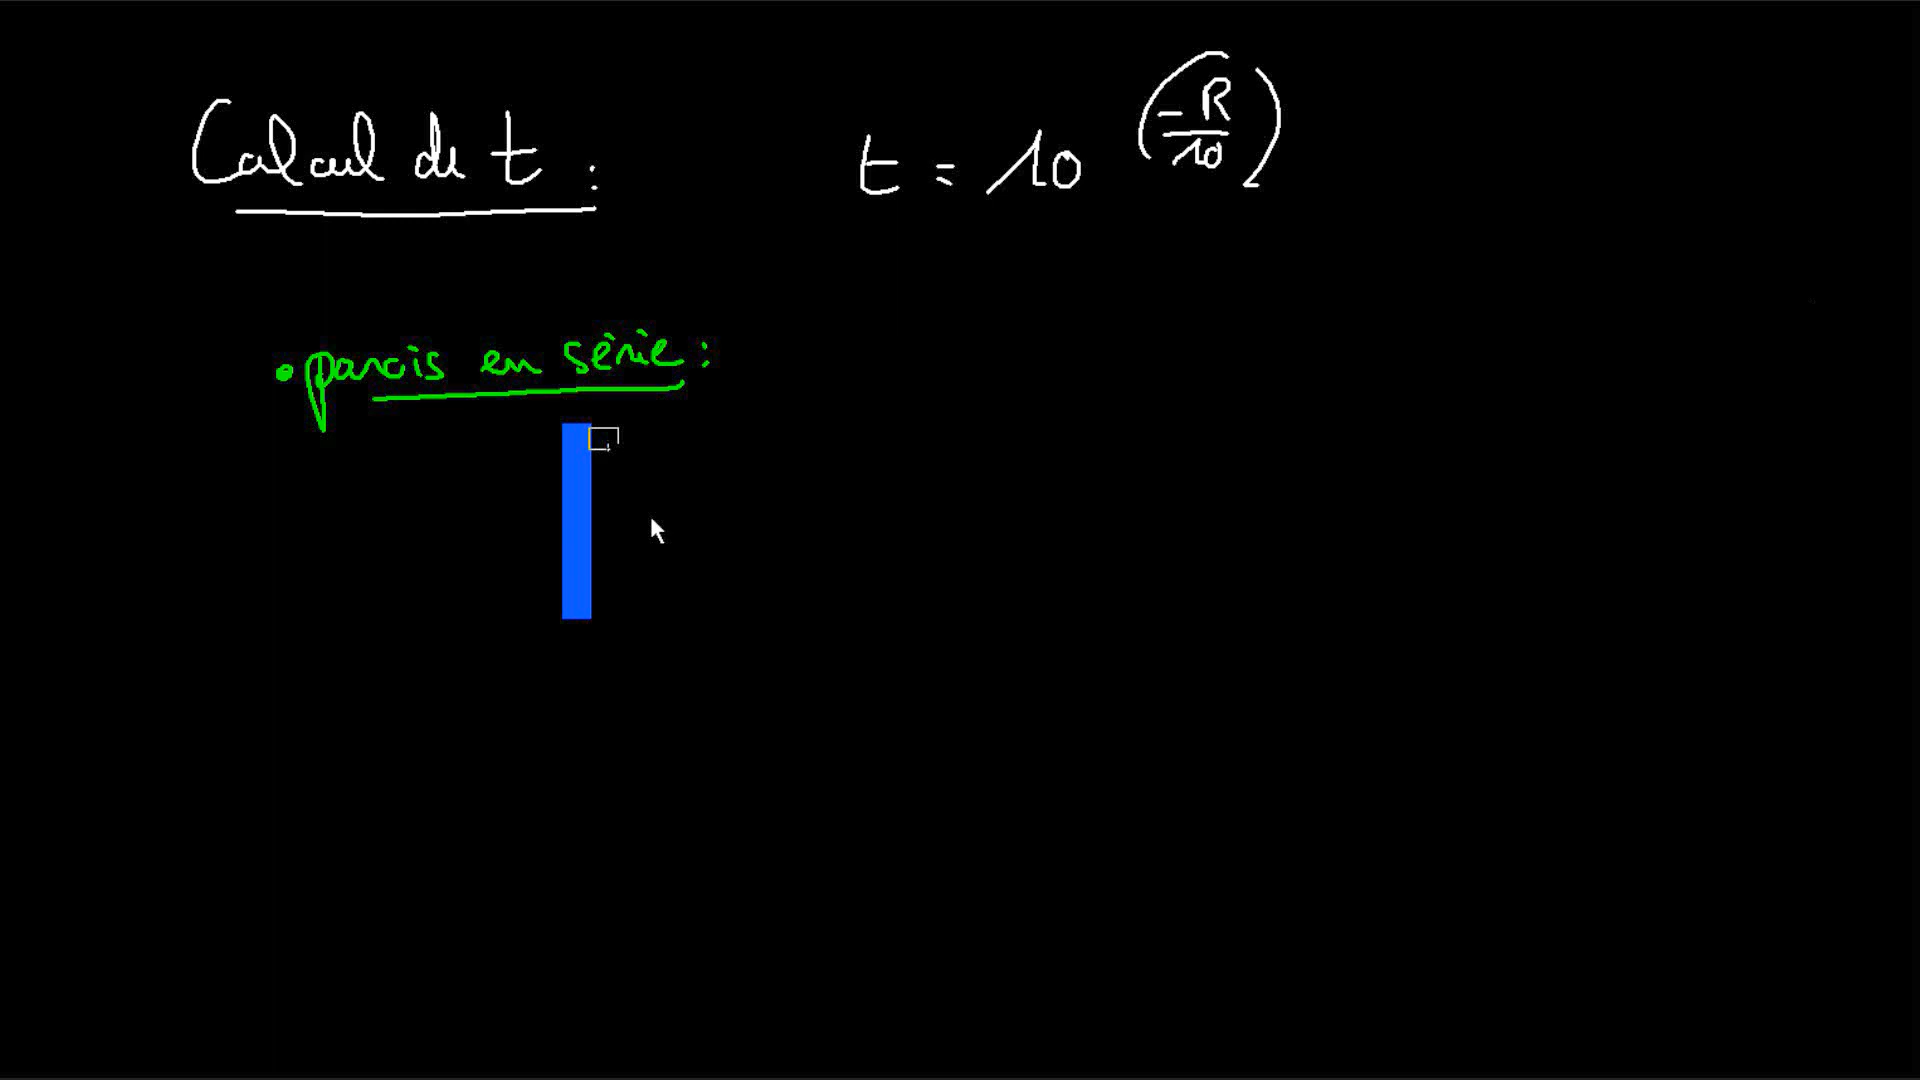 Calcul de t :
t = 10^(-R/10)
• parois en série :